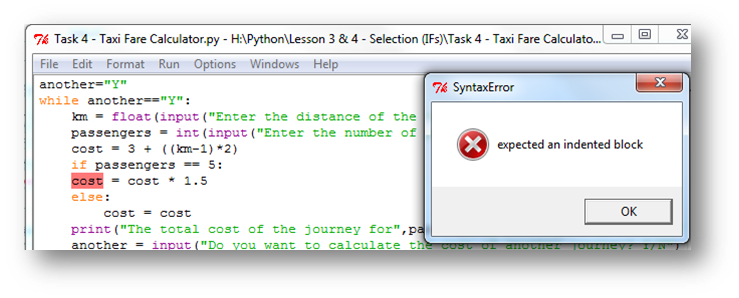 Task 4 - Taxi Fare Calculator.py - H:\Python\Lesson 3 & 4 - Selection (IFs)\Task 4 - Taxi Fare Calculato...
File Edit Format Run Options Windows Help
another="Y"
while another=="Y":
    km = float(input("Enter the distance of the
    passengers = int(input("Enter the number of
    cost = 3 + ((km-1)*2)
    if passengers == 5:
    cost = cost * 1.5
    else:
        cost = cost
    print("The total cost of the journey for",pa
    another = input("Do you want to calculate the cost of another journey? Y/N")
SyntaxError
expected an indented block
OK